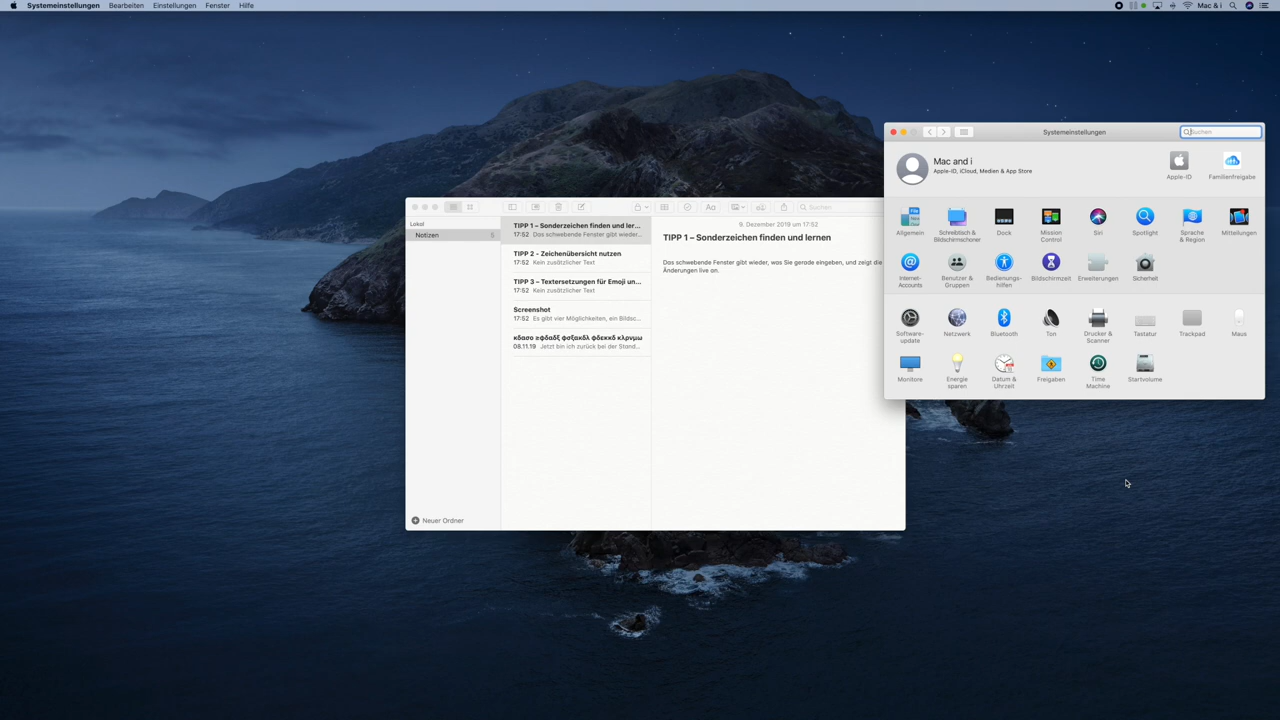 Systemeinstellungen Bearbeiten Einstellungen Fenster Hilfe
Mac & i
Systemeinstellungen
Suchen
Mac and i
Apple-ID, iCloud, Medien & App Store
Apple-ID
Familienfreigabe
Allgemein
Schreibtisch &
Bildschirmschoner
Dock
Mission
Control
Siri
Spotlight
Sprache
& Region
Mitteilungen
Internet-
Accounts
Benutzer &
Gruppen
Bedienungs-
hilfen
Bildschirmzeit
Erweiterungen
Sicherheit
Software-
update
Netzwerk
Bluetooth
Ton
Drucker &
Scanner
Tastatur
Trackpad
Maus
Monitore
Energie
sparen
Datum &
Uhrzeit
Freigaben
Time
Machine
Startvolume
Aa
Suchen
Lokal
Notizen 5
TIPP 1 – Sonderzeichen finden und ler...
17:52 Das schwebende Fenster gibt wieder...
TIPP 2 - Zeichenübersicht nutzen
17:52 Kein zusätzlicher Text
TIPP 3 – Textersetzungen für Emoji un...
17:52 Kein zusätzlicher Text
Screenshot
17:52 Es gibt vier Möglichkeiten, ein Bildsc...
08.11.19 Jetzt bin ich zurück bei der Stand...
9. Dezember 2019 um 17:52
TIPP 1 – Sonderzeichen finden und lernen
Das schwebende Fenster gibt wieder, was Sie gerade eingeben, und zeigt die
Änderungen live an.
Neuer Ordner